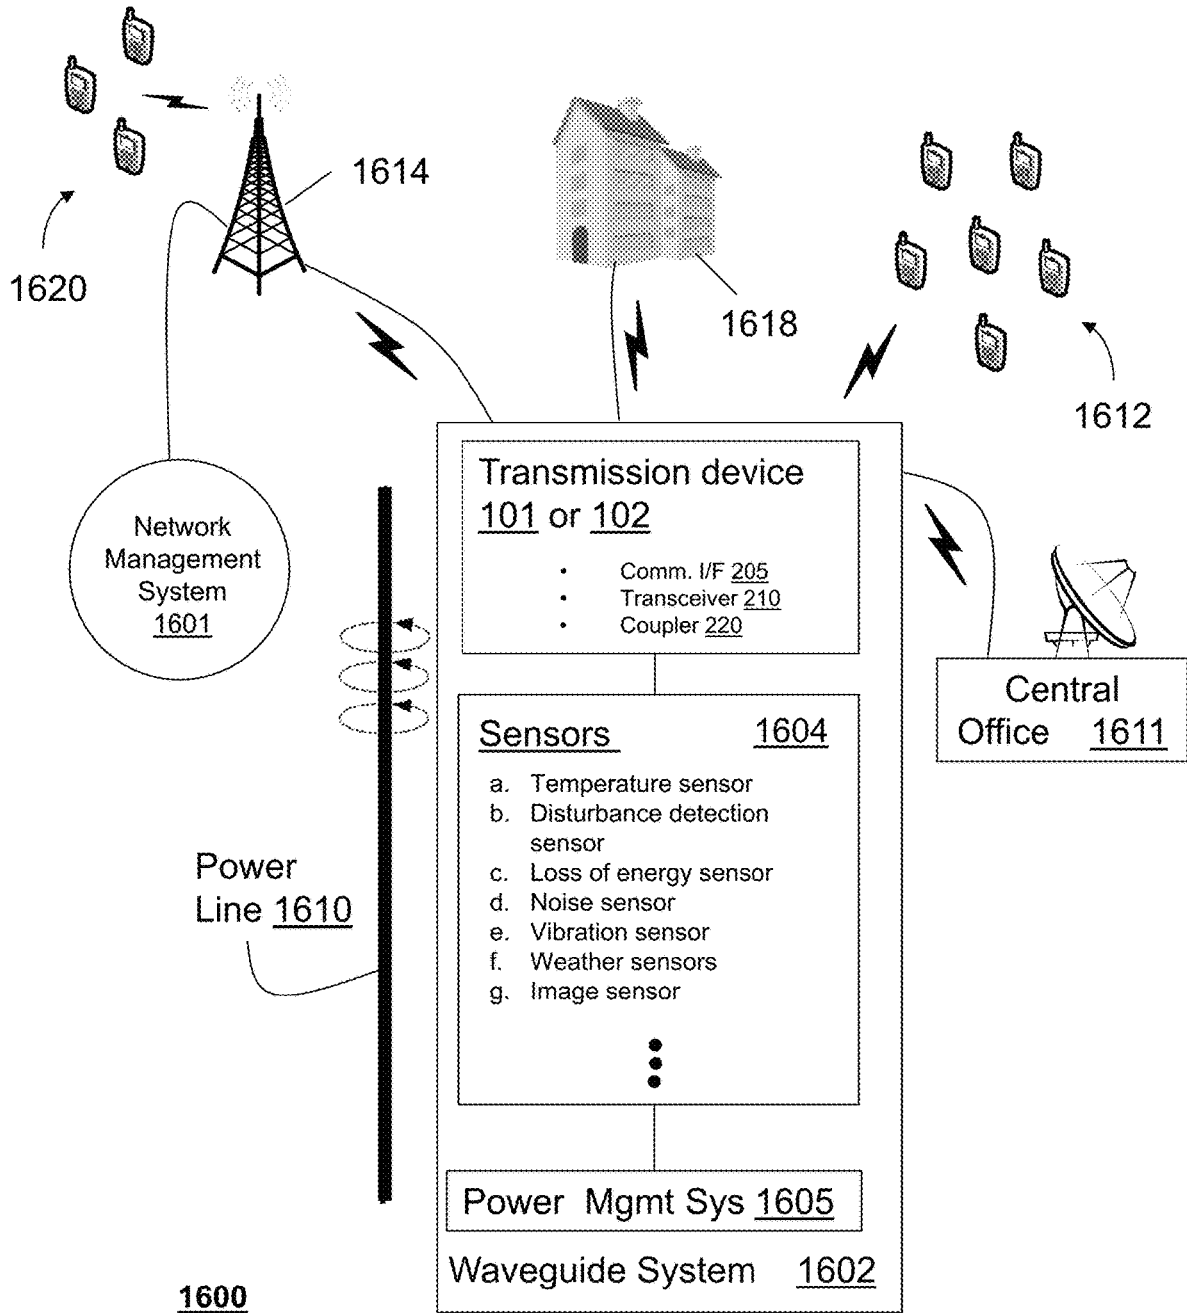 1614
1620
1618
1612
Transmission device
101 or 102
• Comm. I/F 205
• Transceiver 210
• Coupler 220
Network
Management
System
1601
Central
Office 1611
Sensors 1604
a. Temperature sensor
b. Disturbance detection
sensor
c. Loss of energy sensor
d. Noise sensor
e. Vibration sensor
f. Weather sensors
g. Image sensor
Power
Line 1610
Power Mgmt Sys 1605
Waveguide System 1602
1600